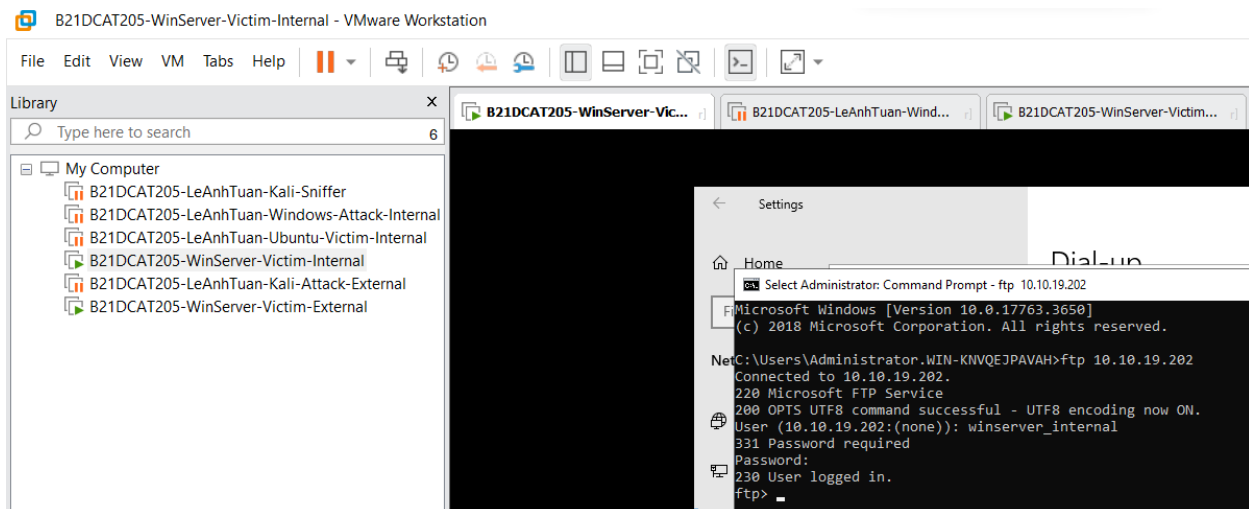 B21DCAT205-WinServer-Victim-Internal - VMware Workstation
File Edit View VM Tabs Help
Library X
Type here to search 6
My Computer
B21DCAT205-LeAnhTuan-Kali-Sniffer
B21DCAT205-LeAnhTuan-Windows-Attack-Internal
B21DCAT205-LeAnhTuan-Ubuntu-Victim-Internal
B21DCAT205-WinServer-Victim-Internal
B21DCAT205-LeAnhTuan-Kali-Attack-External
B21DCAT205-WinServer-Victim-External
B21DCAT205-WinServer-Vic... B21DCAT205-LeAnhTuan-Wind... B21DCAT205-WinServer-Victim...
Settings
Home
Dial-up
Fi
Net
Select Administrator: Command Prompt - ftp 10.10.19.202
Microsoft Windows [Version 10.0.17763.3650]
(c) 2018 Microsoft Corporation. All rights reserved.
C:\Users\Administrator.WIN-KNVQEJPAVAH>ftp 10.10.19.202
Connected to 10.10.19.202.
220 Microsoft FTP Service
200 OPTS UTF8 command successful - UTF8 encoding now ON.
User (10.10.19.202:(none)): winserver_internal
331 Password required
Password:
230 User logged in.
ftp>